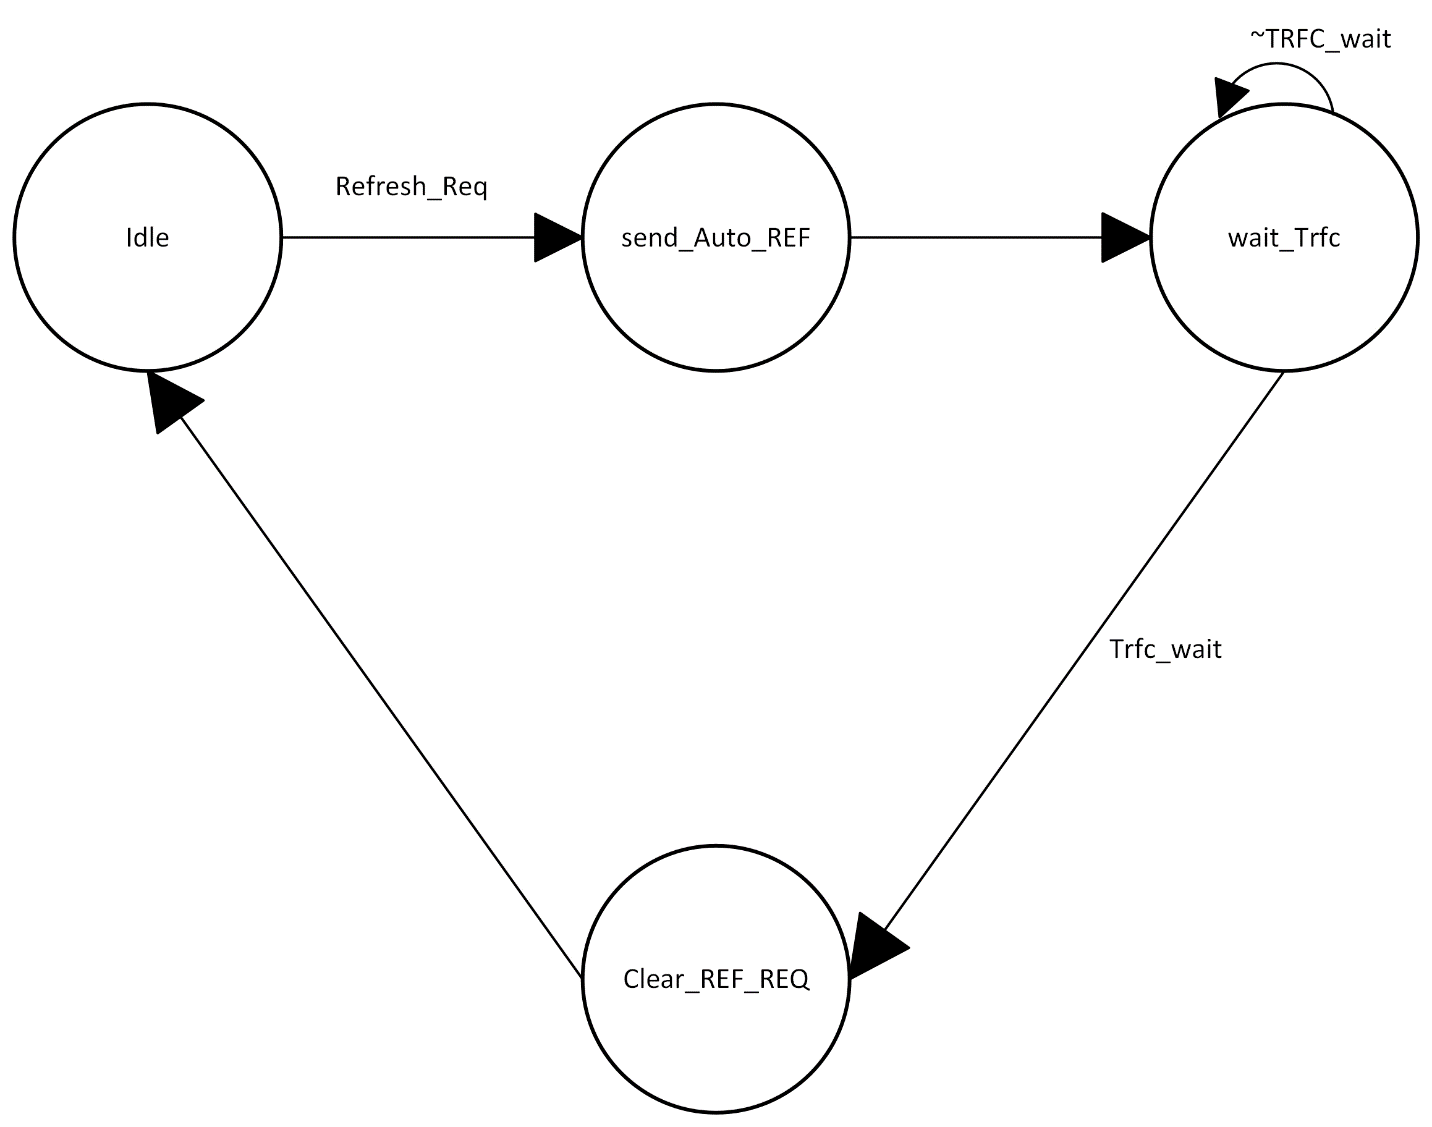 ~TRFC_wait
Refresh_Req
Idle
send_Auto_REF
wait_Trfc
Trfc_wait
Clear_REF_REQ